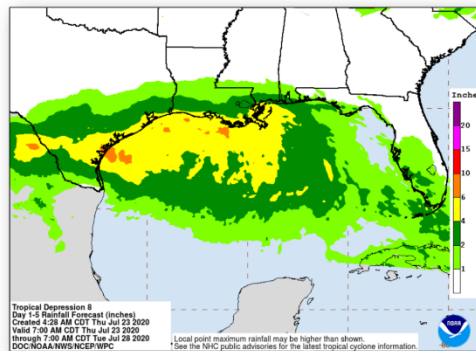 Inches
20
15
10
6
4
2
1
Tropical Depression 8
Day 1-5 Rainfall Forecast (inches)
Created 4:28 AM CDT Thu Jul 23 2020
Valid 7:00 AM CDT Thu Jul 23 2020
through 7:00 AM CDT Tue Jul 28 2020
DOC/NOAA/NWS/NCEP/WPC
Local point maximum rainfall may be higher than shown.
See the NHC public advisories for the latest tropical cyclone information.
NOAA